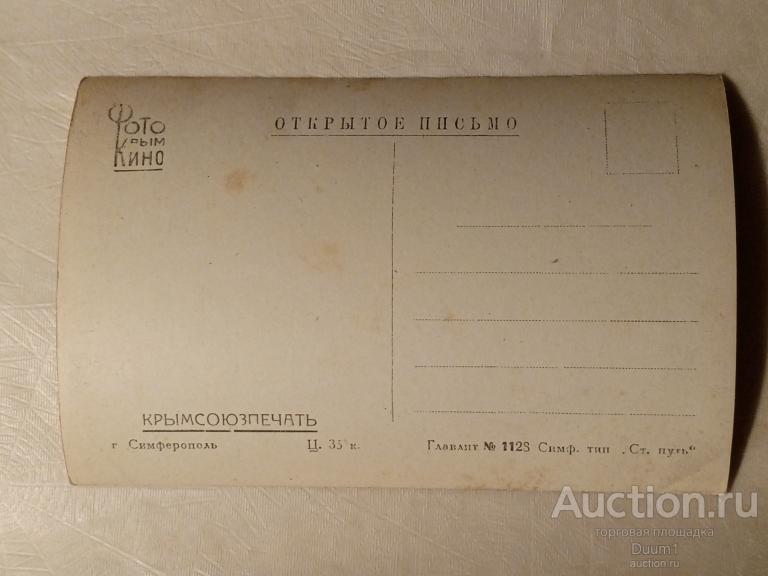 Фото
Крым
Кино
ОТКРЫТОЕ ПИСЬМО
КРЫМСОЮЗПЕЧАТЬ
г Симферополь Ц. 35 к.
Главлит № 1128 Симф. тип „Ст. путь“
Auction.ru
торговая площадка
Duum1
auction.ru